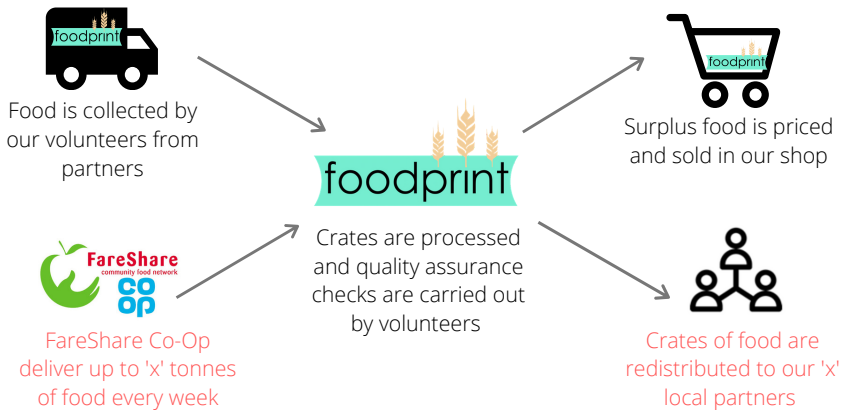 foodprint
Food is collected by
our volunteers from
partners
FareShare
community food network
co
op
FareShare Co-Op
deliver up to 'x' tonnes
of food every week
foodprint
Crates are processed
and quality assurance
checks are carried out
by volunteers
foodprint
Surplus food is priced
and sold in our shop
Crates of food are
redistributed to our 'x'
local partners